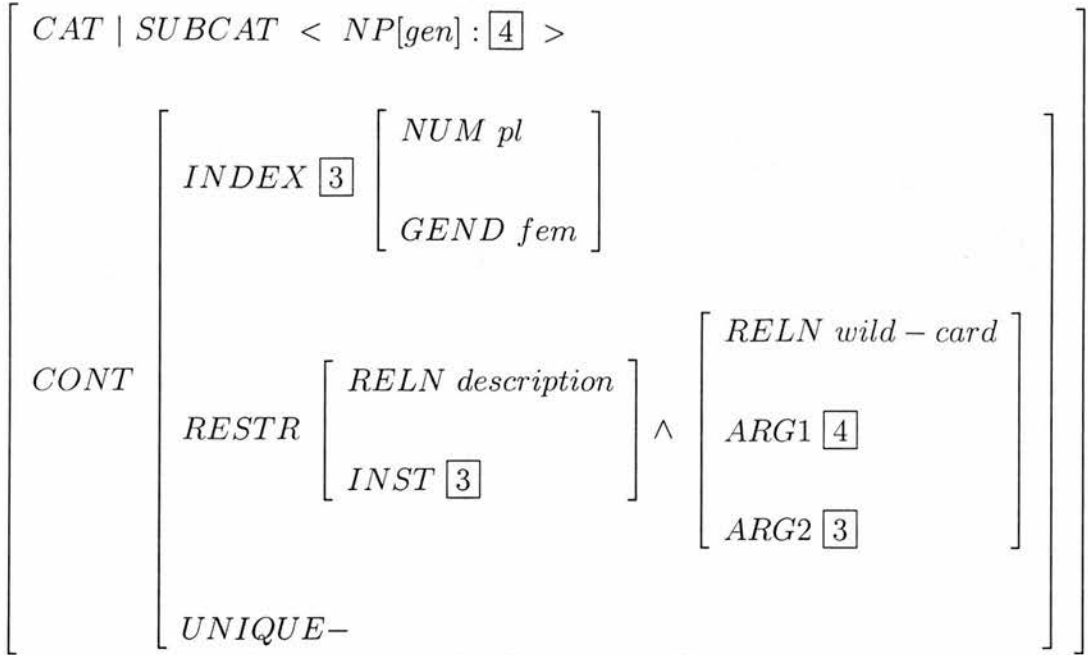 CAT | SUBCAT < NP[gen] : 4 >
NUM pl
INDEX 3
GEND fem
RELN wild – card
RELN description
CONT
RESTR
∧
ARG1 4
INST 3
ARG2 3
UNIQUE−